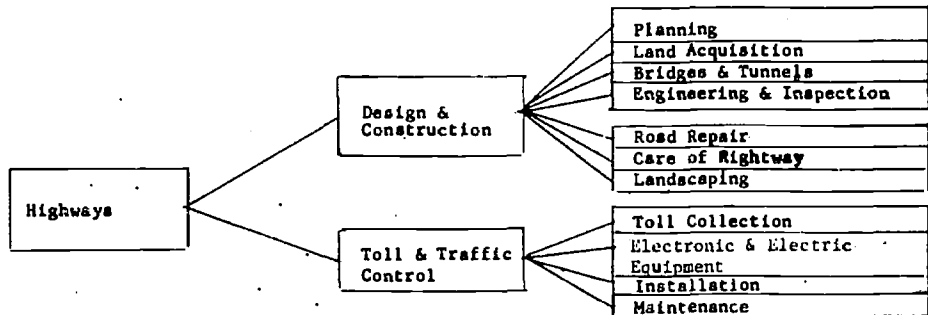 Highways
Design &
Construction
Toll & Traffic
Control
Planning
Land Acquisition
Bridges & Tunnels
Engineering & Inspection
Road Repair
Care of Rightway
Landscaping
Toll Collection
Electronic & Electric
Equipment
Installation
Maintenance